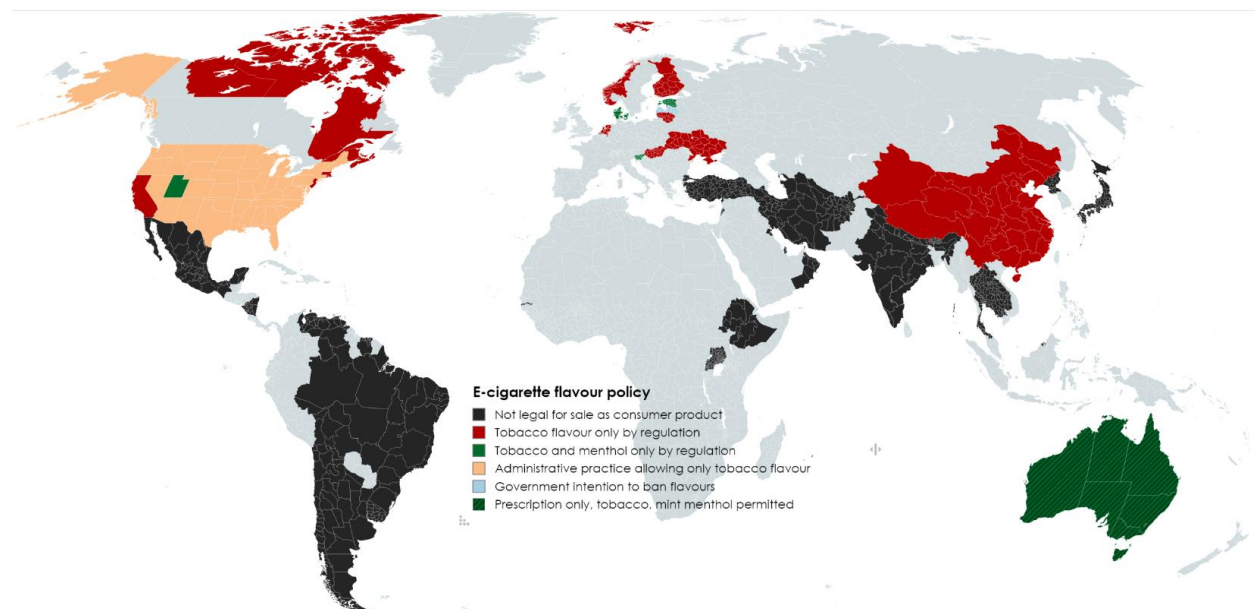 E-cigarette flavour policy
Not legal for sale as consumer product
Tobacco flavour only by regulation
Tobacco and menthol only by regulation
Administrative practice allowing only tobacco flavour
Government intention to ban flavours
Prescription only, tobacco, mint menthol permitted